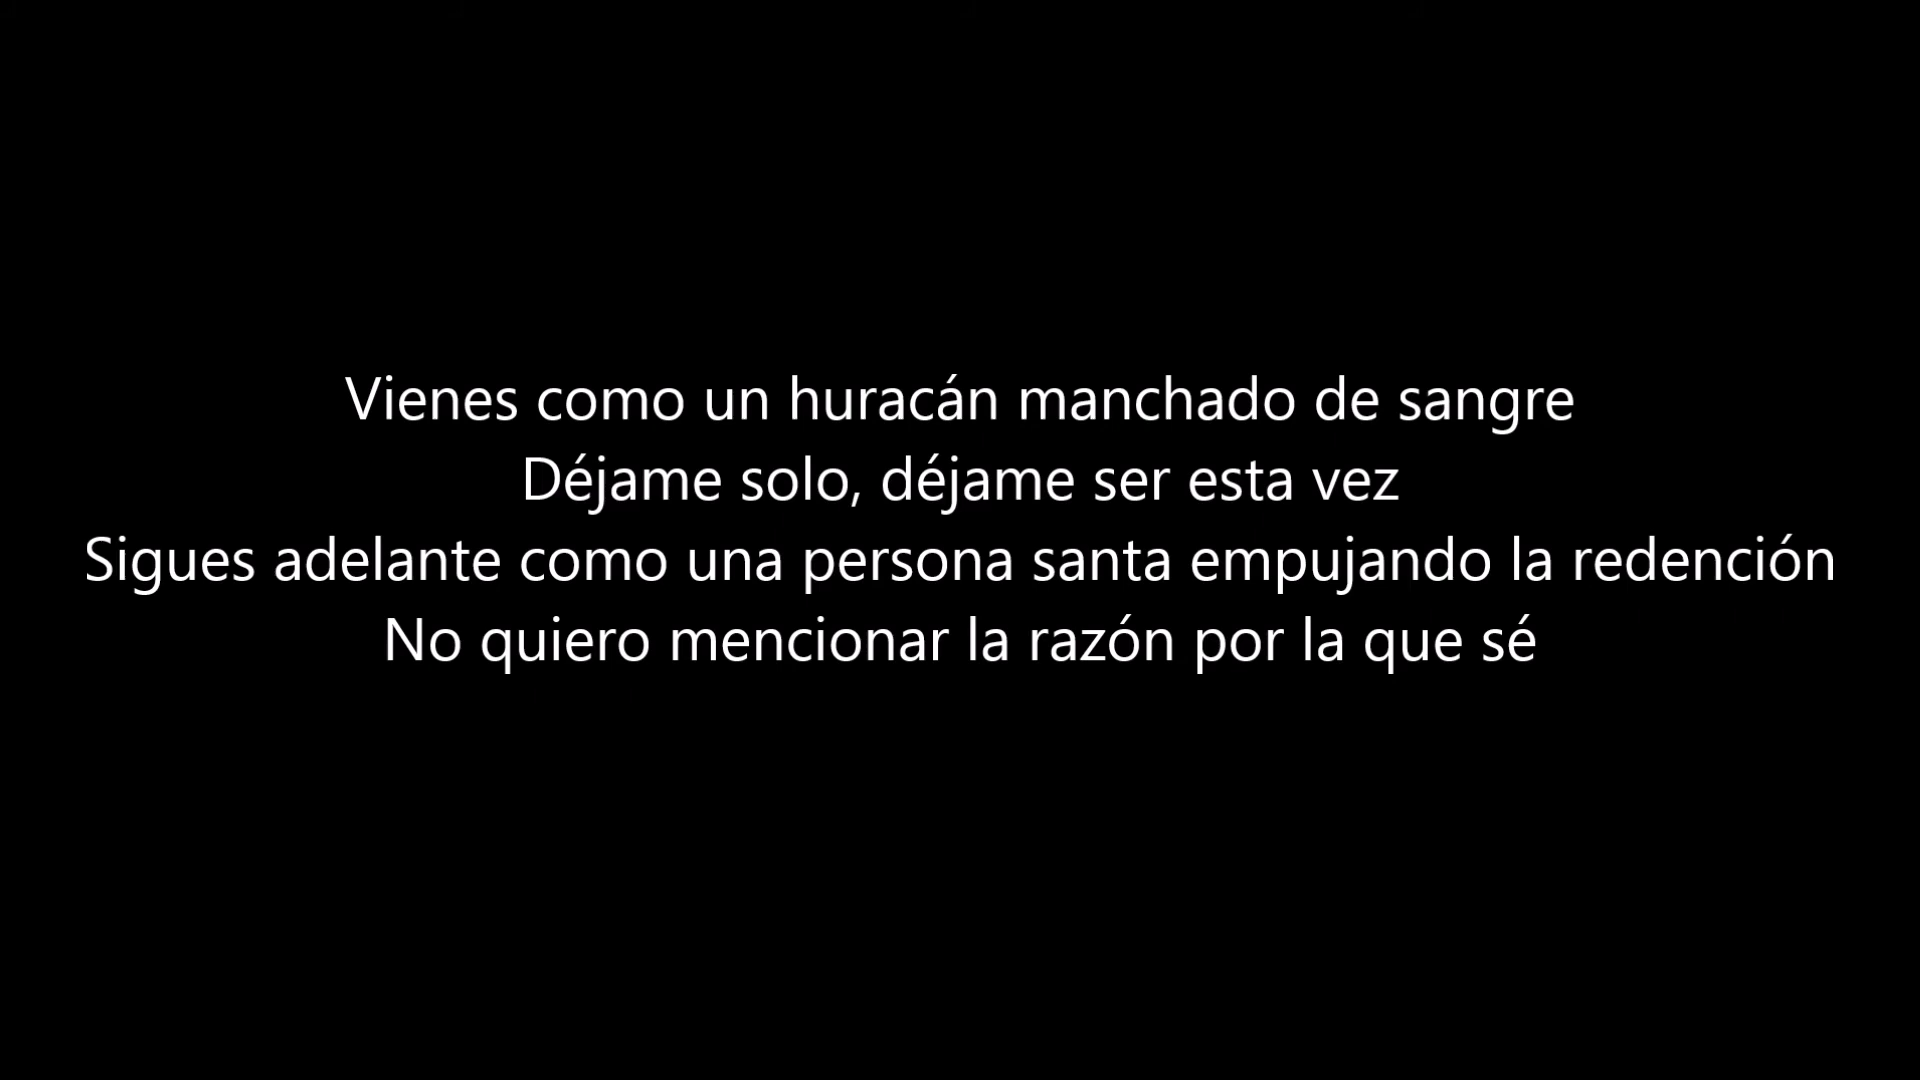 Vienes como un huracán manchado de sangre
Déjame solo, déjame ser esta vez
Sigues adelante como una persona santa empujando la redención
No quiero mencionar la razón por la que sé